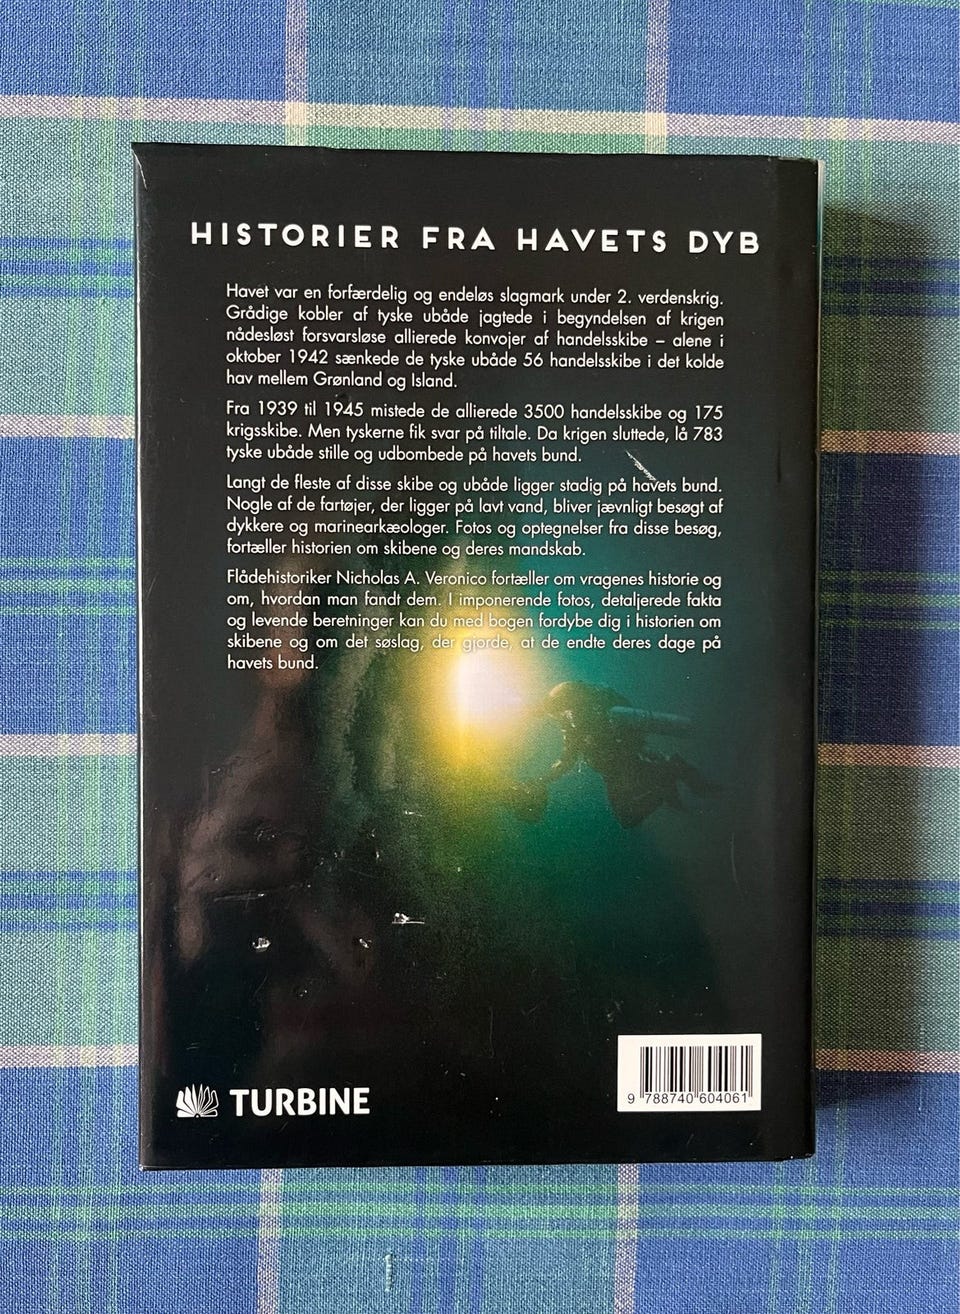 HISTORIER FRA HAVETS DYB
Havet var en forfærdelig og endeløs slagmark under 2. verdenskrig.
Grådige kobler af tyske ubåde jagtede i begyndelsen af krigen
nådesløst forsvarsløse allierede konvojer af handelsskibe – alene i
oktober 1942 sænkede de tyske ubåde 56 handelsskibe i det kolde
hav mellem Grønland og Island.
Fra 1939 til 1945 mistede de allierede 3500 handelsskibe og 175
krigsskibe. Men tyskerne fik svar på tiltale. Da krigen sluttede, lå 783
tyske ubåde stille og udbombede på havets bund.
Langt de fleste af disse skibe og ubåde ligger stadig på havets bund.
Nogle af de fartøjer, der ligger på lavt vand, bliver jævnligt besøgt af
dykkere og marinearkæologer. Fotos og optegnelser fra disse besøg,
fortæller historien om skibene og deres mandskab.
Flådehistoriker Nicholas A. Veronico fortæller om vragenes historie og
om, hvordan man fandt dem. I imponerende fotos, detaljerede fakta
og levende beretninger kan du med bogen fordybe dig i historien om
skibene og om det søslag, der gjorde, at de endte deres dage på
havets bund.
TURBINE
9 788740 604061